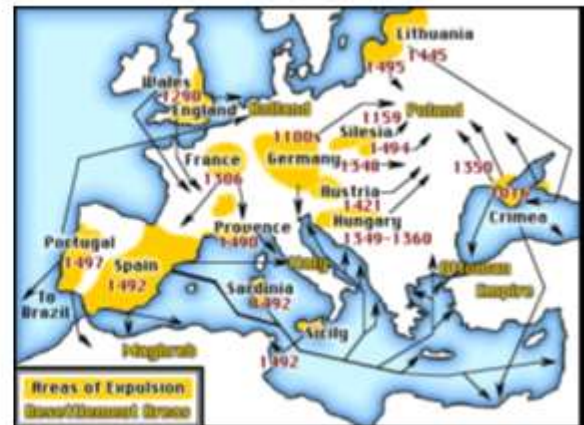 Lithuania
1445
1495
Wales
1290
England
Holland
Poland
1159
1100s
Silesia
1494
France
1306
Germany
1348
1350
1016
Crimea
Austria
1421
Hungary
1349-1360
Provence
1490
Portugal
1497
Spain
1492
Italy
Ottoman
Empire
Sardinia
1492
To
Brazil
Sicily
1492
Maghreb
Areas of Expulsion
Resettlement Areas